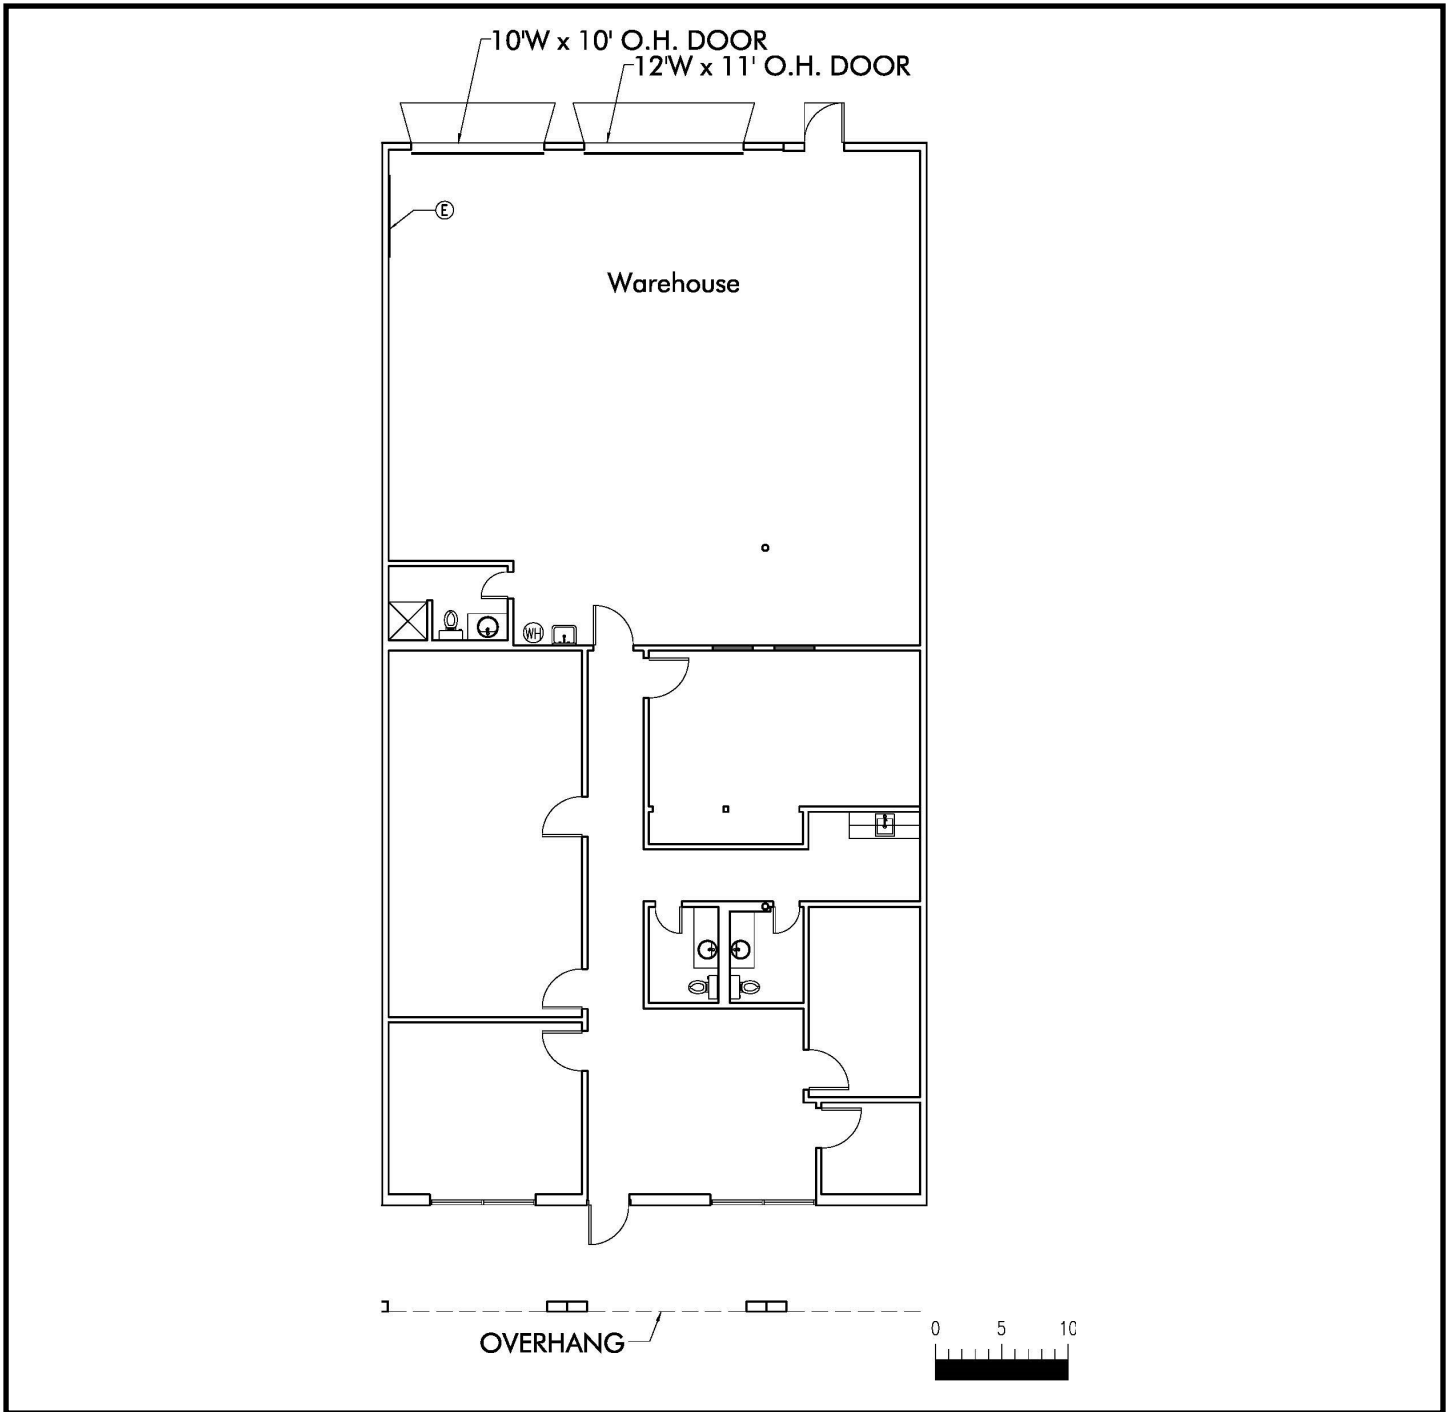 10'W x 10' O.H. DOOR
12'W x 11' O.H. DOOR
E
Warehouse
WH
OVERHANG
0 5 10